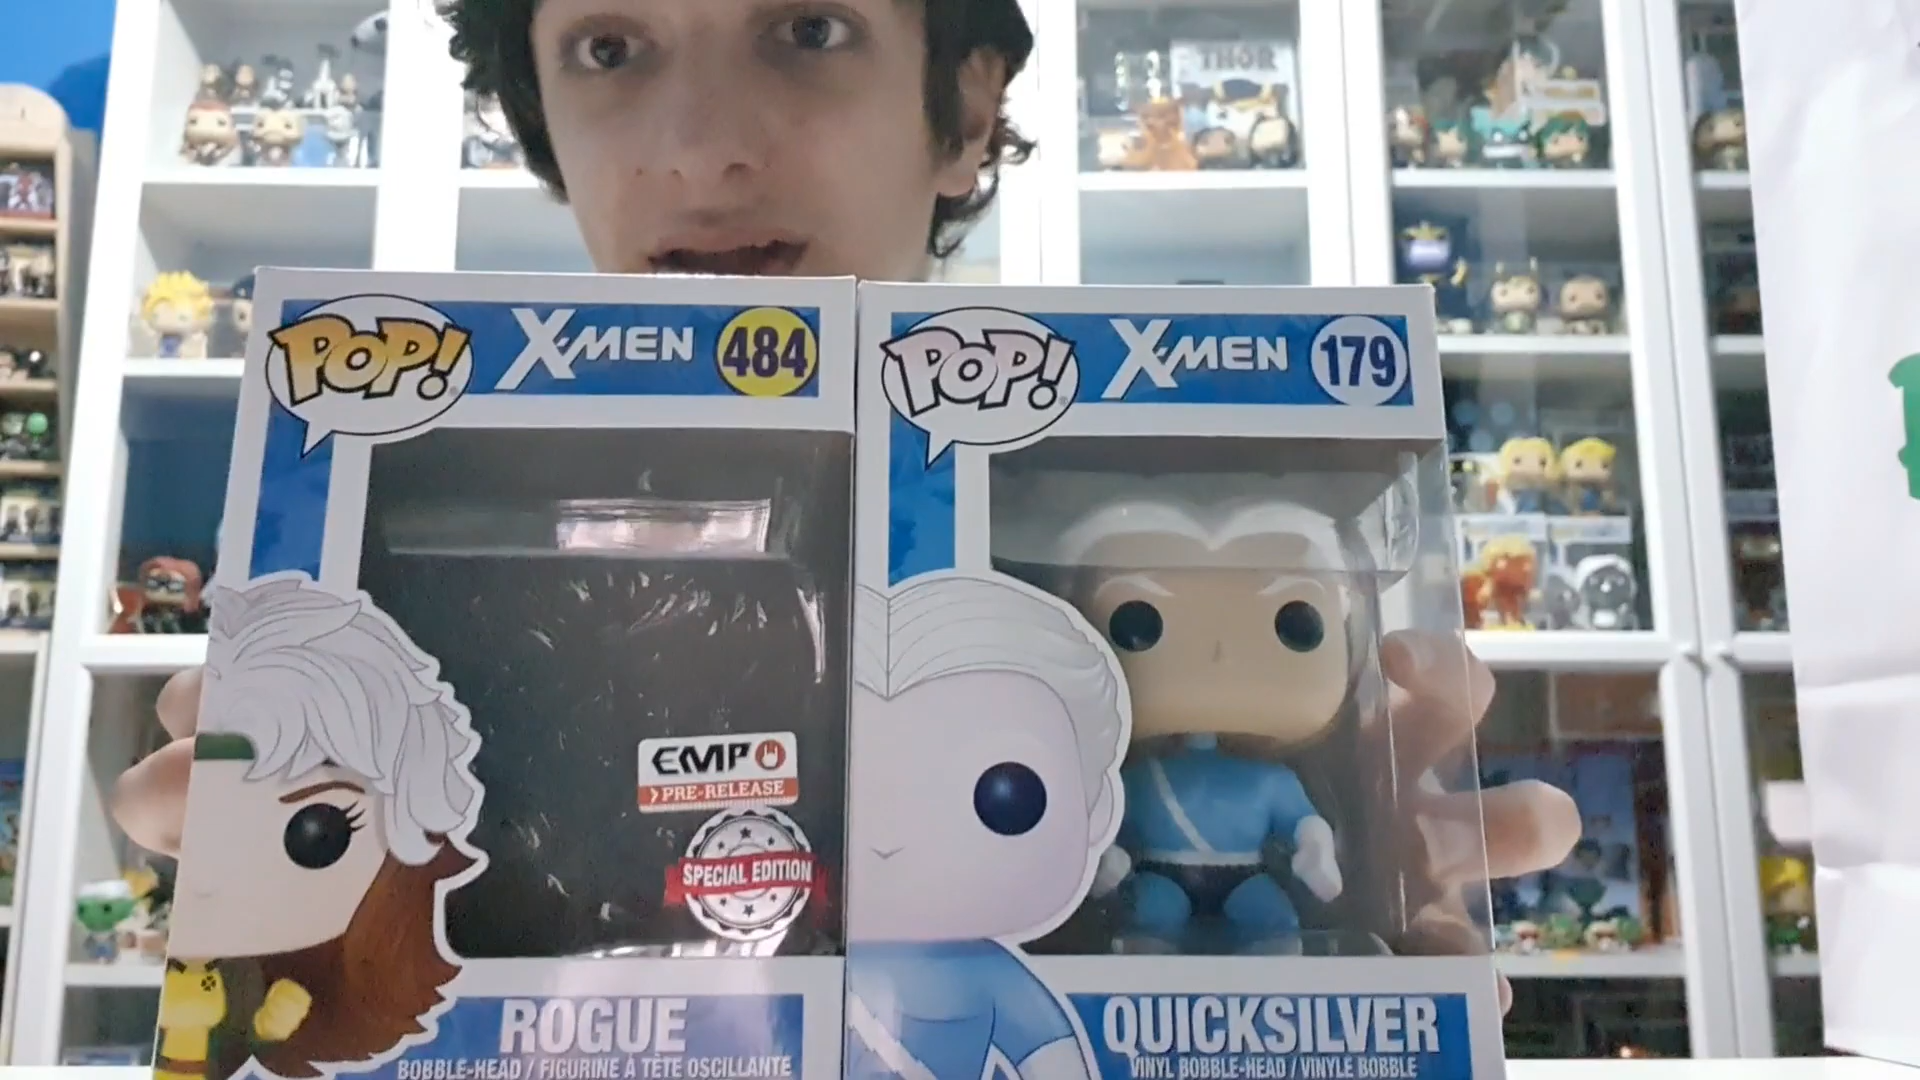 THOR
POP! X-MEN 484
POP! X-MEN 179
EMP
PRE-RELEASE
SPECIAL EDITION
ROGUE
BOBBLE-HEAD / FIGURINE À TÊTE OSCILLANTE
QUICKSILVER
VINYL BOBBLE-HEAD / VINYLE BOBBLE